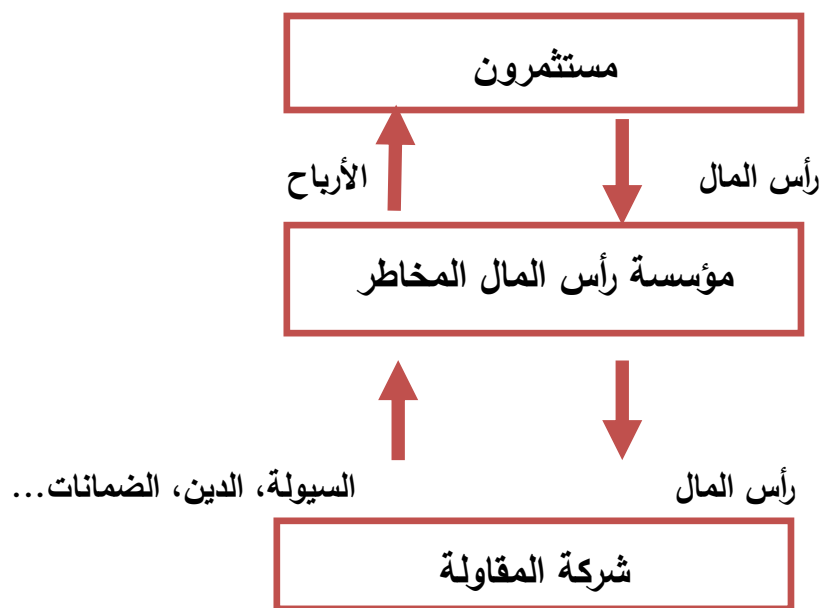 مستثمرون
رأس المال
الأرباح
مؤسسة رأس المال المخاطر
رأس المال
السيولة، الدين، الضمانات...
شركة المقاولة